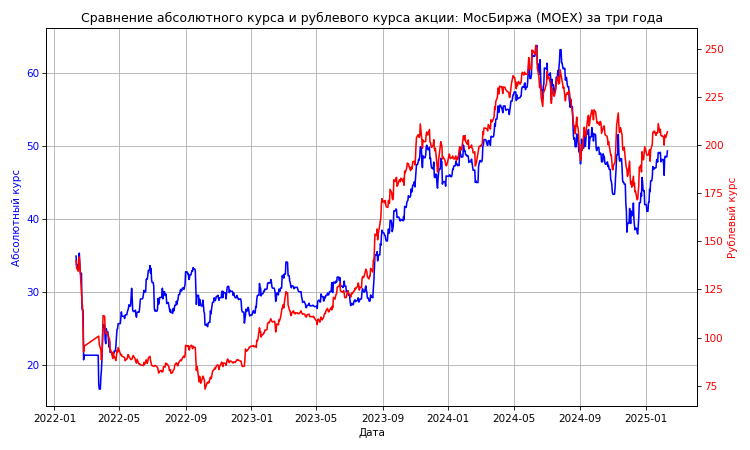 Сравнение абсолютного курса и рублевого курса акции: МосБиржа (MOEX) за три года
60
50
40
30
20
Абсолютный курс
250
225
200
175
150
125
100
75
Рублевый курс
2022-01 2022-05 2022-09 2023-01 2023-05 2023-09 2024-01 2024-05 2024-09 2025-01
Дата